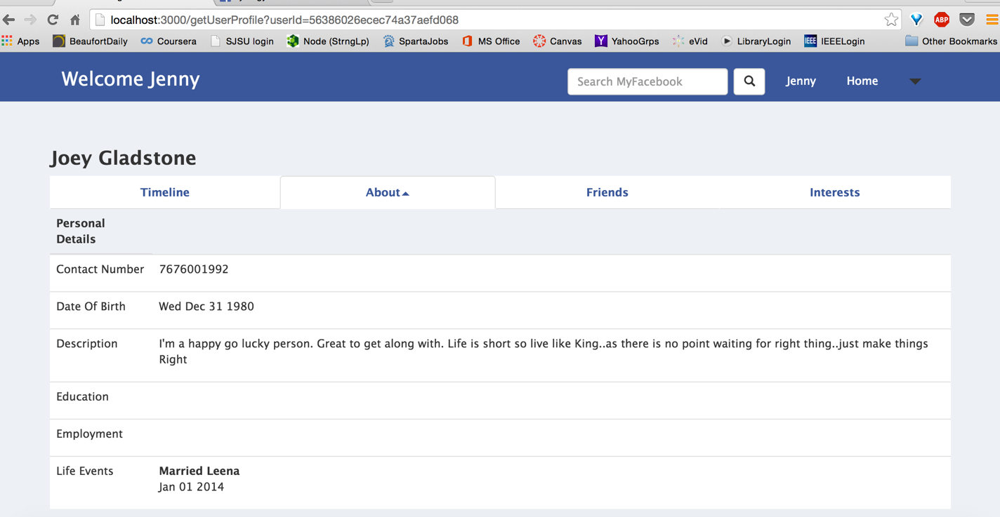 localhost:3000/getUserProfile?userId=56386026ecec74a37aefd068
ABP
Apps BeaufortDaily Coursera SJSU login Node (StrngLp) SpartaJobs MS Office Canvas YahooGrps eVid LibraryLogin IEEE IEEELogin Other Bookmarks
Welcome Jenny Search MyFacebook Jenny Home
Joey Gladstone
Timeline About Friends Interests
Personal
Details
Contact Number 7676001992
Date Of Birth Wed Dec 31 1980
Description I'm a happy go lucky person. Great to get along with. Life is short so live like King..as there is no point waiting for right thing..just make things
Right
Education
Employment
Life Events Married Leena
Jan 01 2014